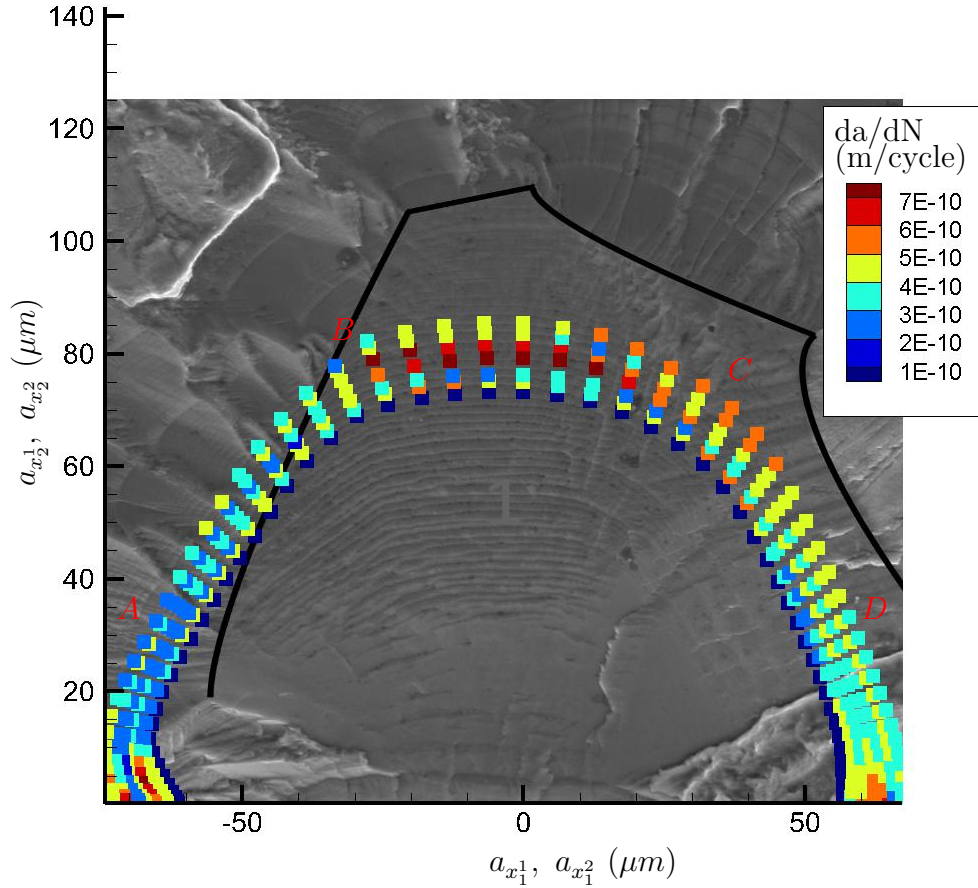 140
120
100
80
60
40
20
-50
0
50
a_{x_2^1}, a_{x_2^2} (μm)
a_{x_1^1}, a_{x_1^2} (μm)
da/dN
(m/cycle)
7E-10
6E-10
5E-10
4E-10
3E-10
2E-10
1E-10
B
C
A
D